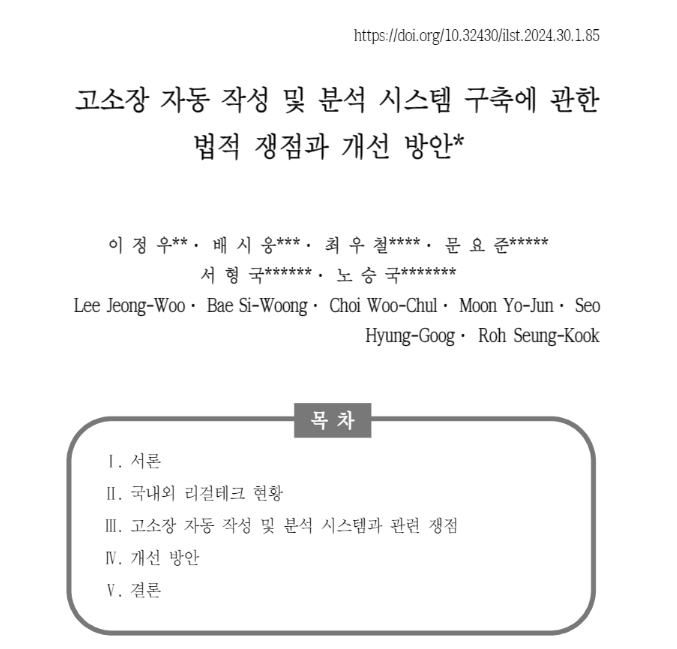 https://doi.org/10.32430/ilst.2024.30.1.85
고소장 자동 작성 및 분석 시스템 구축에 관한
법적 쟁점과 개선 방안*
이 정 우**· 배 시 웅***· 최 우 철****· 문 요 준*****
서 형 국******· 노 승 국*******
Lee Jeong-Woo · Bae Si-Woong · Choi Woo-Chul · Moon Yo-Jun · Seo
Hyung-Goog · Roh Seung-Kook
목 차
Ⅰ. 서론
Ⅱ. 국내외 리걸테크 현황
Ⅲ. 고소장 자동 작성 및 분석 시스템과 관련 쟁점
Ⅳ. 개선 방안
Ⅴ. 결론